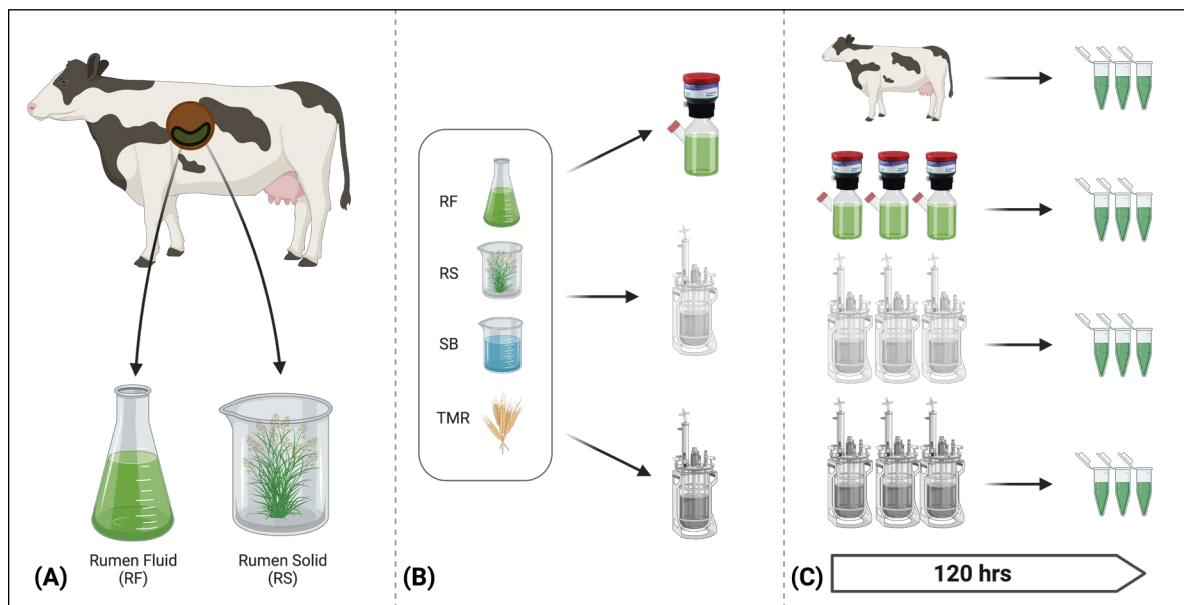 Rumen Fluid
(RF)
Rumen Solid
(RS)
(A)
RF
RS
SB
TMR
(B)
(C)
120 hrs